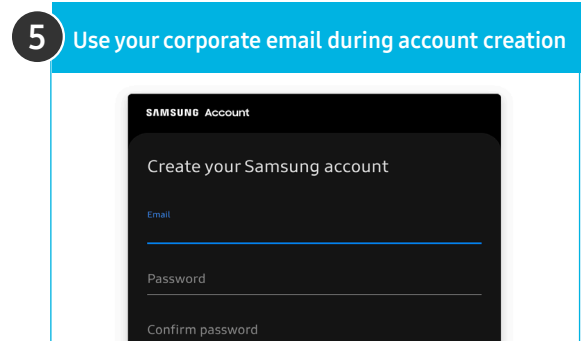 5
Use your corporate email during account creation
SAMSUNG Account
Create your Samsung account
Email
Password
Confirm password